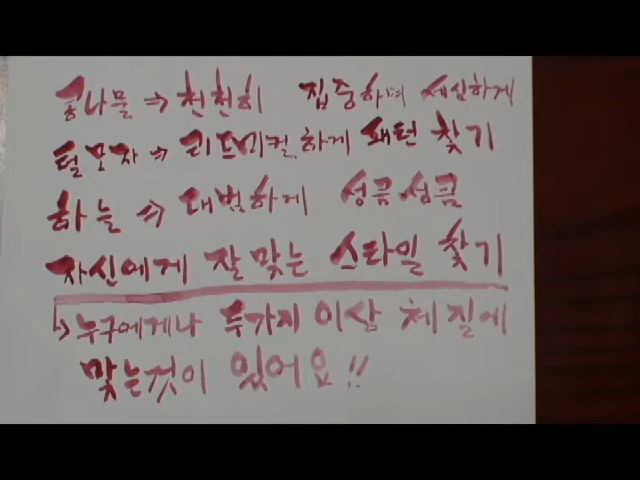 콩나물 → 천천히 집중하며 세심하게
털모자 → 리드미컬하게 패턴 찾기
하늘 → 대범하게 성큼성큼
자신에게 잘 맞는 스타일 찾기
→ 누구에게나 두가지 이상 체질에
맞는것이 있어요!!